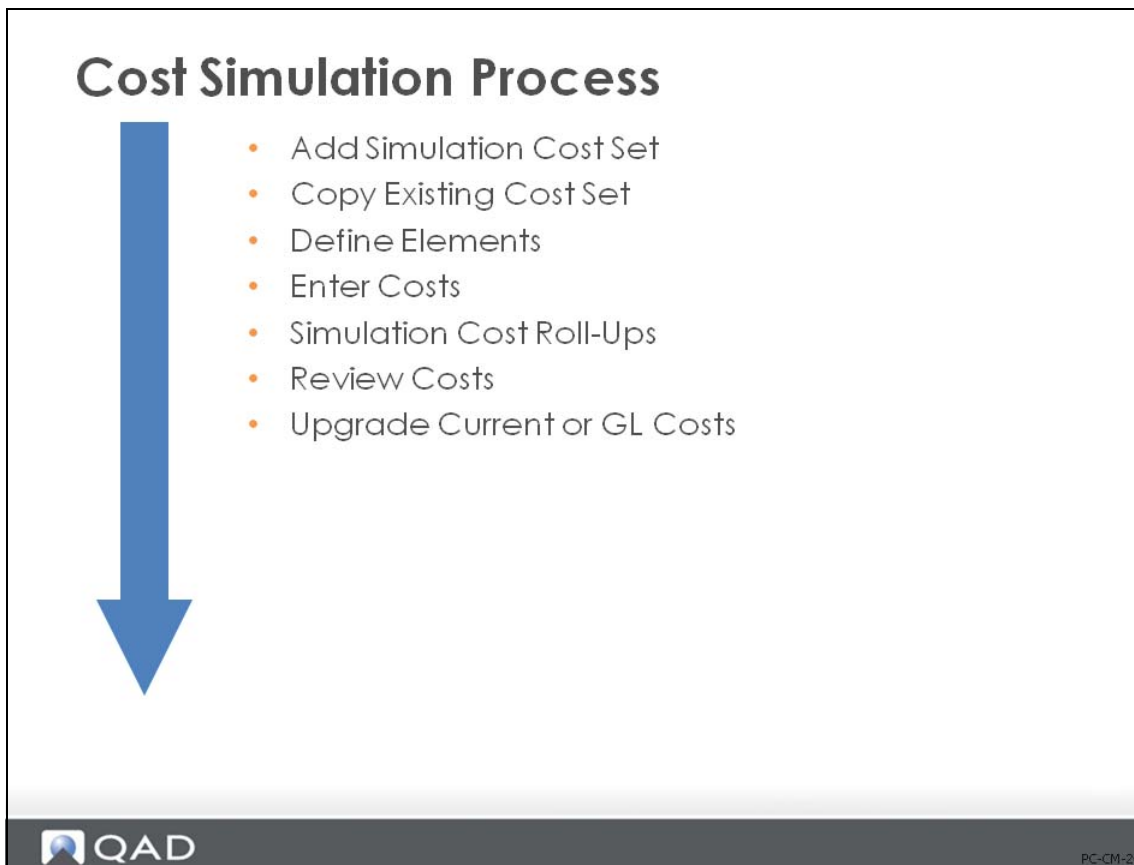 Cost Simulation Process
• Add Simulation Cost Set
• Copy Existing Cost Set
• Define Elements
• Enter Costs
• Simulation Cost Roll-Ups
• Review Costs
• Upgrade Current or GL Costs
QAD
PC-CM-2